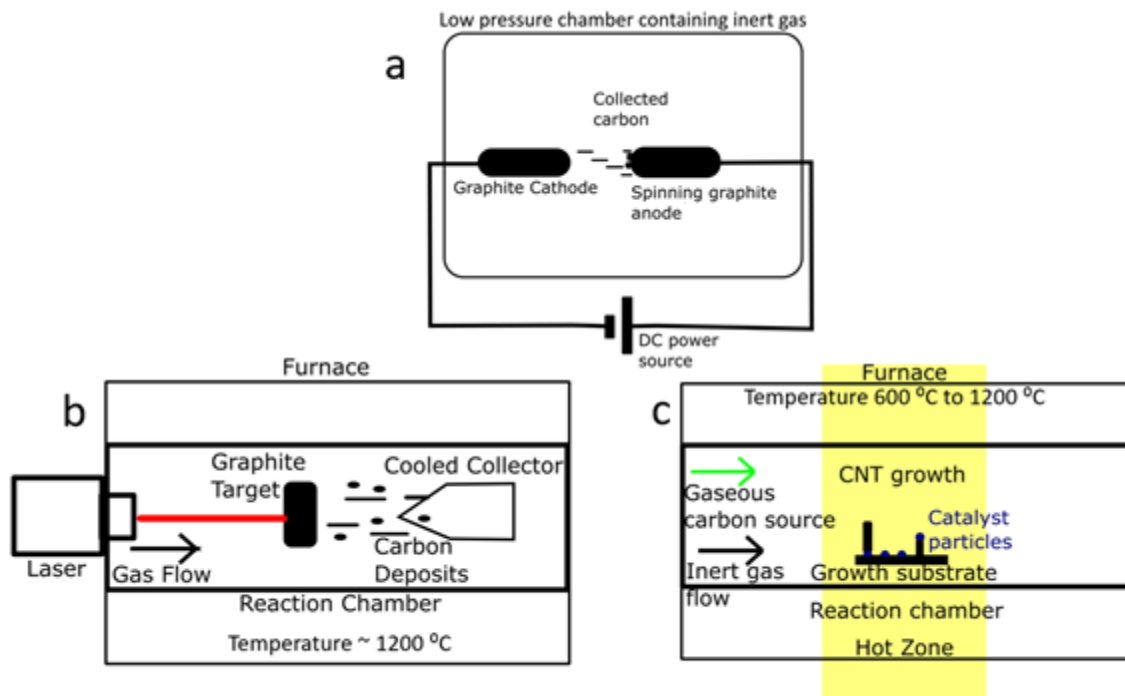 Low pressure chamber containing inert gas
a
Collected
carbon
Graphite Cathode
Spinning graphite
anode
DC power
source
b
Furnace
Graphite
Target
Cooled Collector
Laser
Gas Flow
Carbon
Deposits
Reaction Chamber
Temperature ~ 1200 ⁰C
c
Furnace
Temperature 600 ⁰C to 1200 ⁰C
CNT growth
Gaseous
carbon source
Catalyst
particles
Inert gas
flow
Growth substrate
Reaction chamber
Hot Zone